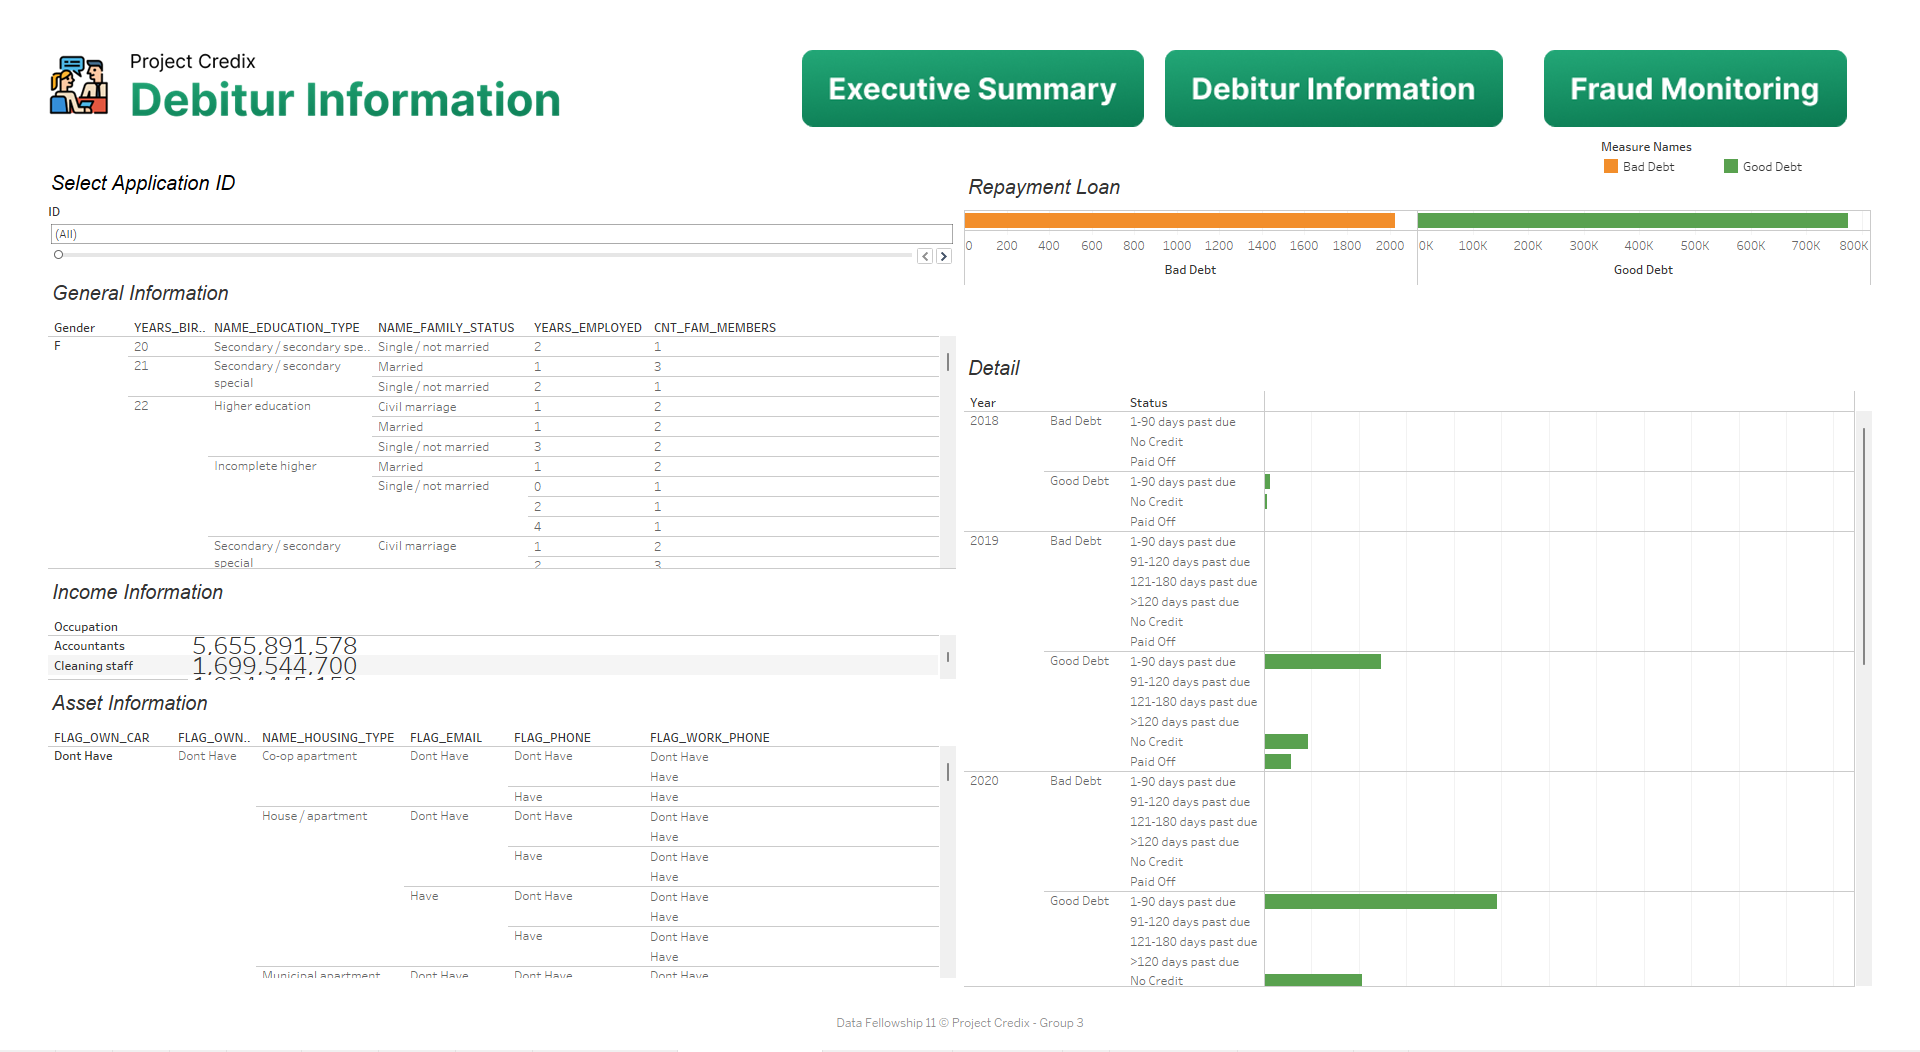 Project Credix
Debitur Information
Executive Summary
Debitur Information
Fraud Monitoring
Measure Names
Bad Debt
Good Debt
Select Application ID
ID
(All)
General Information
Gender YEARS_BIR.. NAME_EDUCATION_TYPE NAME_FAMILY_STATUS YEARS_EMPLOYED CNT_FAM_MEMBERS
F 20 Secondary / secondary spe.. Single / not married 2 1
21 Secondary / secondary special Married 1 3
Single / not married 2 1
22 Higher education Civil marriage 1 2
Married 1 2
Single / not married 3 2
Incomplete higher Married 1 2
Single / not married 0 1
2 1
4 1
Secondary / secondary special Civil marriage 1 2
2 3
Income Information
Occupation
Accountants 5,655,891,578
Cleaning staff 1,699,544,700
Asset Information
FLAG_OWN_CAR FLAG_OWN.. NAME_HOUSING_TYPE FLAG_EMAIL FLAG_PHONE FLAG_WORK_PHONE
Dont Have Dont Have Co-op apartment Dont Have Dont Have Dont Have
Have
Have Have
House / apartment Dont Have Dont Have Dont Have
Have
Have Dont Have
Have
Have Dont Have Dont Have
Have
Have Dont Have
Have
Municipal apartment Dont Have Dont Have Dont Have
Repayment Loan
0 200 400 600 800 1000 1200 1400 1600 1800 2000
Bad Debt
0K 100K 200K 300K 400K 500K 600K 700K 800K
Good Debt
Detail
Year Status
2018 Bad Debt 1-90 days past due
No Credit
Paid Off
Good Debt 1-90 days past due
No Credit
Paid Off
2019 Bad Debt 1-90 days past due
91-120 days past due
121-180 days past due
>120 days past due
No Credit
Paid Off
Good Debt 1-90 days past due
91-120 days past due
121-180 days past due
>120 days past due
No Credit
Paid Off
2020 Bad Debt 1-90 days past due
91-120 days past due
121-180 days past due
>120 days past due
No Credit
Paid Off
Good Debt 1-90 days past due
91-120 days past due
121-180 days past due
>120 days past due
No Credit
Data Fellowship 11 © Project Credix - Group 3